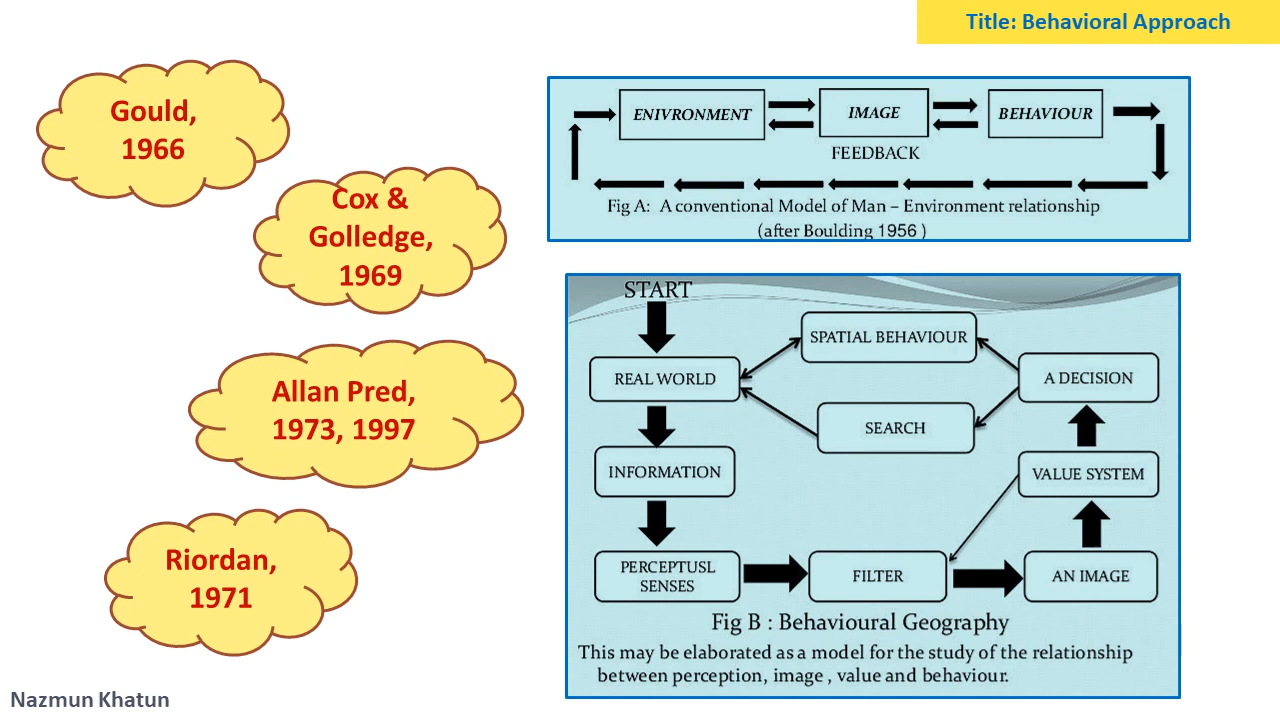 Title: Behavioral Approach
Gould,
1966
Cox &
Golledge,
1969
Allan Pred,
1973, 1997
Riordan,
1971
ENIVRONMENT
IMAGE
BEHAVIOUR
FEEDBACK
Fig A: A conventional Model of Man – Environment relationship
(after Boulding 1956 )
START
SPATIAL BEHAVIOUR
REAL WORLD
A DECISION
SEARCH
INFORMATION
VALUE SYSTEM
PERCEPTUSL
SENSES
FILTER
AN IMAGE
Fig B : Behavioural Geography
This may be elaborated as a model for the study of the relationship
between perception, image , value and behaviour.
Nazmun Khatun